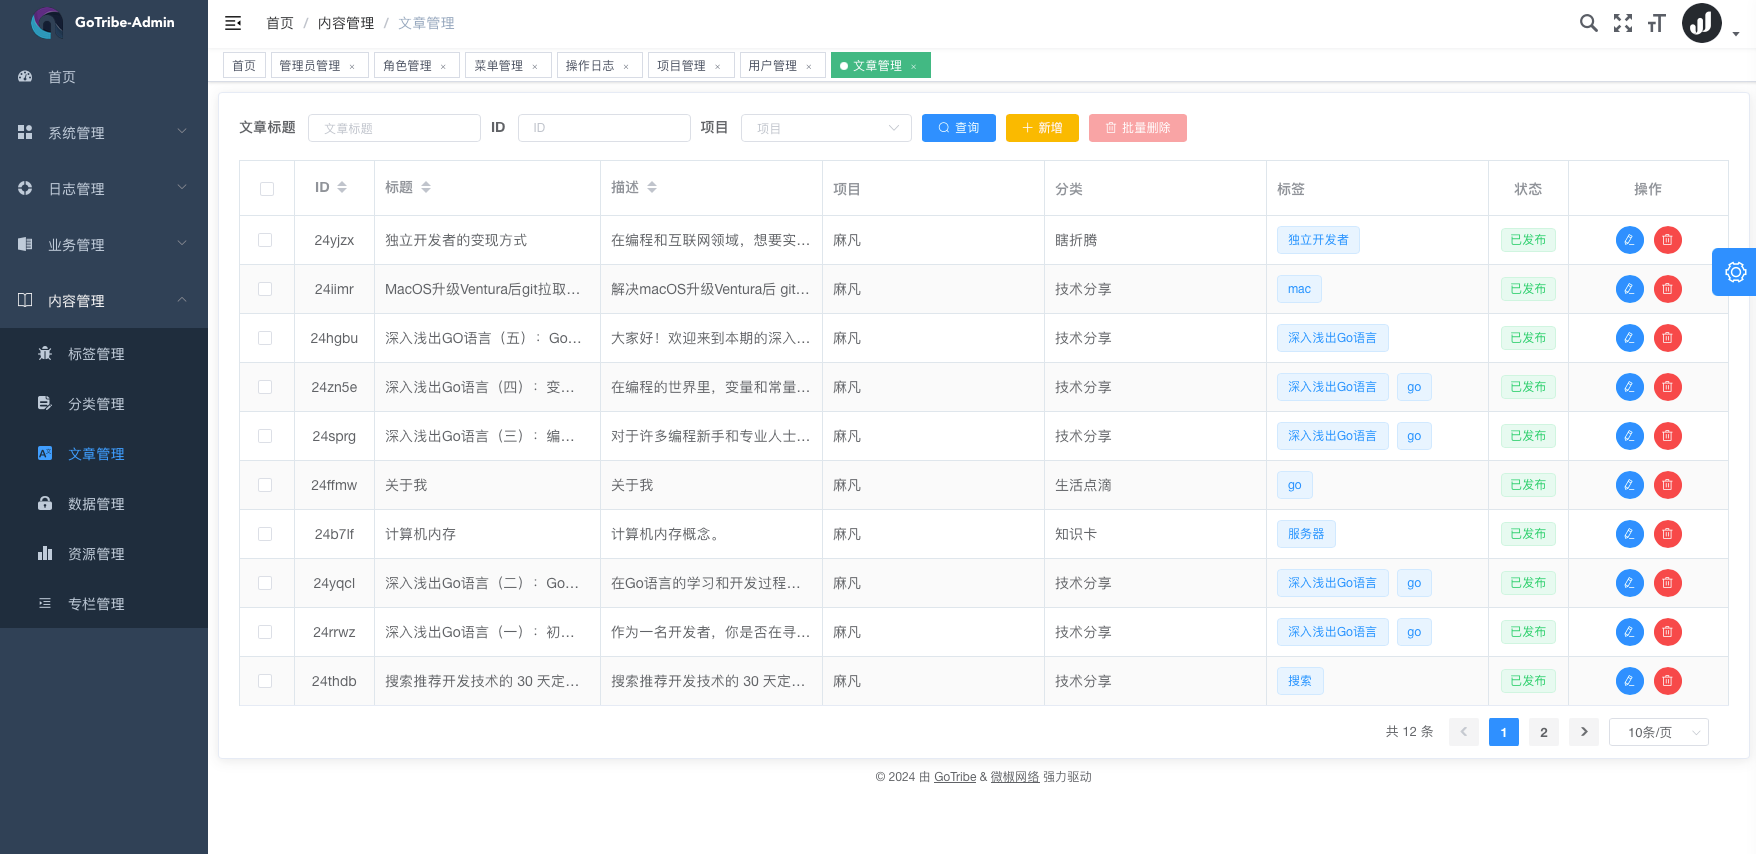 GoTribe-Admin
首页
系统管理
日志管理
业务管理
内容管理
标签管理
分类管理
文章管理
数据管理
资源管理
专栏管理
首页 / 内容管理 / 文章管理
首页 管理员管理 × 角色管理 × 菜单管理 × 操作日志 × 项目管理 × 用户管理 × 文章管理 ×
文章标题 文章标题 ID ID 项目 项目 查询 新增 批量删除
ID 标题 描述 项目 分类 标签 状态 操作
24yjzx 独立开发者的变现方式 在编程和互联网领域，想要实... 麻凡 瞎折腾 独立开发者 已发布
24iimr MacOS升级Ventura后git拉取... 解决macOS升级Ventura后 git... 麻凡 技术分享 mac 已发布
24hgbu 深入浅出GO语言（五）：Go... 大家好！欢迎来到本期的深入... 麻凡 技术分享 深入浅出Go语言 已发布
24zn5e 深入浅出Go语言（四）：变... 在编程的世界里，变量和常量... 麻凡 技术分享 深入浅出Go语言 go 已发布
24sprg 深入浅出Go语言（三）：编... 对于许多编程新手和专业人士... 麻凡 技术分享 深入浅出Go语言 go 已发布
24ffmw 关于我 关于我 麻凡 生活点滴 go 已发布
24b7lf 计算机内存 计算机内存概念。 麻凡 知识卡 服务器 已发布
24yqcl 深入浅出Go语言（二）：Go... 在Go语言的学习和开发过程... 麻凡 技术分享 深入浅出Go语言 go 已发布
24rrwz 深入浅出Go语言（一）：初... 作为一名开发者，你是否在寻... 麻凡 技术分享 深入浅出Go语言 go 已发布
24thdb 搜索推荐开发技术的 30 天定... 搜索推荐开发技术的 30 天定... 麻凡 技术分享 搜索 已发布
共 12 条 1 2 10条/页
© 2024 由 GoTribe & 微椒网络 强力驱动